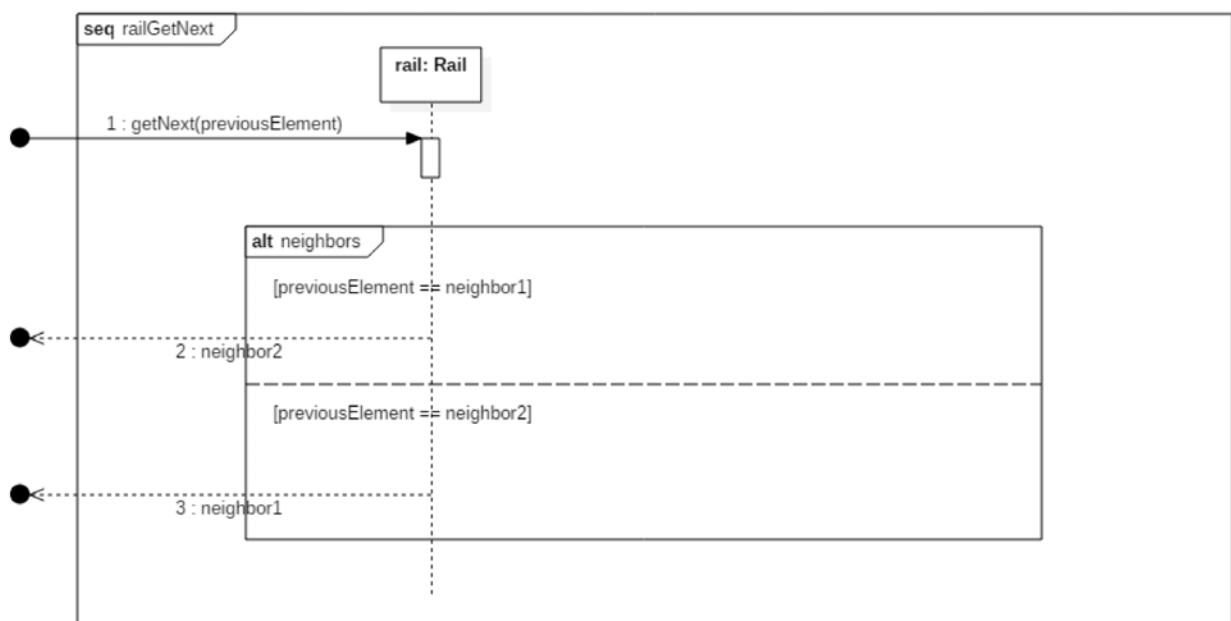 seq railGetNext
rail: Rail
1 : getNext(previousElement)
alt neighbors
[previousElement == neighbor1]
2 : neighbor2
[previousElement == neighbor2]
3 : neighbor1